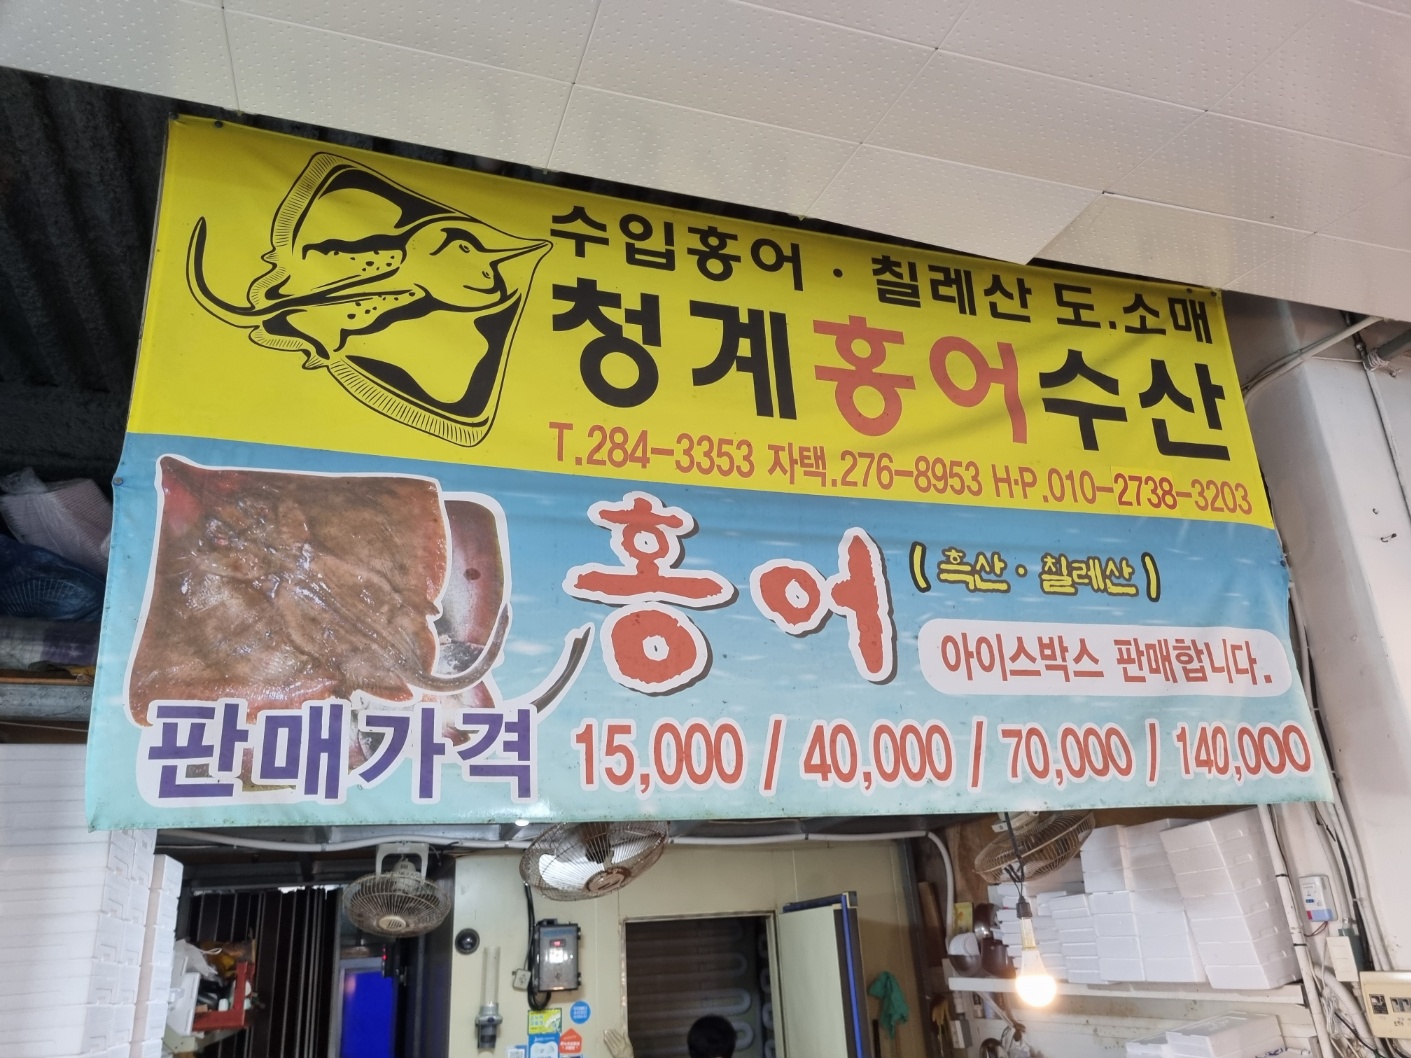 수입홍어 · 칠레산 도.소매
청계홍어수산
T.284-3353 자택.276-8953 H·P.010-2738-3203
홍어 (흑산·칠레산)
아이스박스 판매합니다.
판매가격 15,000 / 40,000 / 70,000 / 140,000